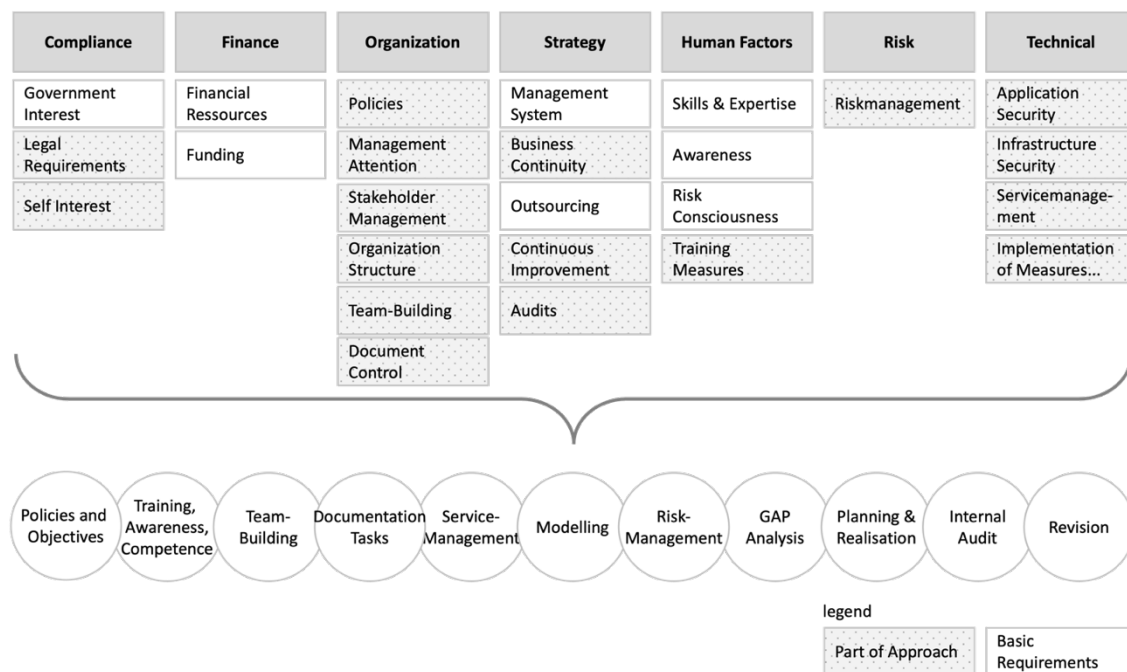 Compliance
Finance
Organization
Strategy
Human Factors
Risk
Technical
Government
Interest
Legal
Requirements
Self Interest
Financial
Ressources
Funding
Policies
Management
Attention
Stakeholder
Management
Organization
Structure
Team-Building
Document
Control
Management
System
Business
Continuity
Outsourcing
Continuous
Improvement
Audits
Skills & Expertise
Awareness
Risk
Consciousness
Training
Measures
Riskmanagement
Application
Security
Infrastructure
Security
Servicemanage-
ment
Implementation
of Measures...
Policies and
Objectives
Training,
Awareness,
Competence
Team-
Building
Documentation
Tasks
Service-
Management
Modelling
Risk-
Management
GAP
Analysis
Planning &
Realisation
Internal
Audit
Revision
legend
Part of Approach
Basic
Requirements